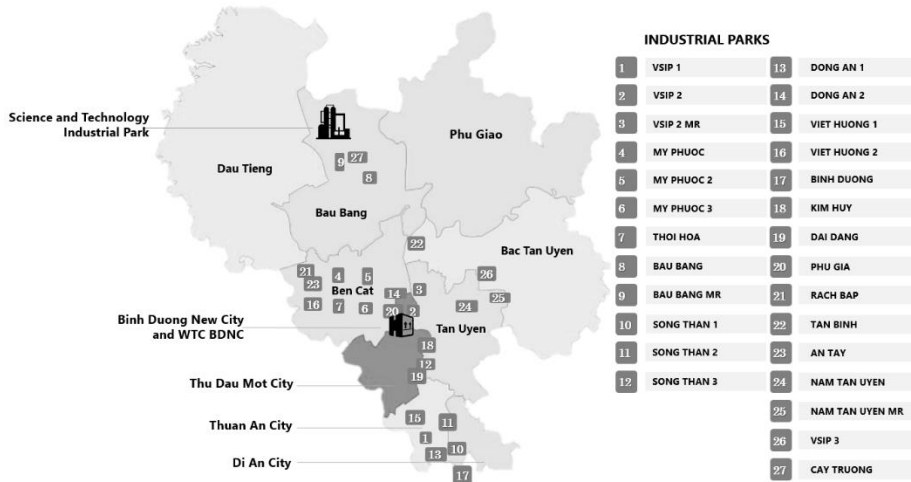 INDUSTRIAL PARKS
1 VSIP 1
2 VSIP 2
3 VSIP 2 MR
4 MY PHUOC
5 MY PHUOC 2
6 MY PHUOC 3
7 THOI HOA
8 BAU BANG
9 BAU BANG MR
10 SONG THAN 1
11 SONG THAN 2
12 SONG THAN 3
13 DONG AN 1
14 DONG AN 2
15 VIET HUONG 1
16 VIET HUONG 2
17 BINH DUONG
18 KIM HUY
19 DAI DANG
20 PHU GIA
21 RACH BAP
22 TAN BINH
23 AN TAY
24 NAM TAN UYEN
25 NAM TAN UYEN MR
26 VSIP 3
27 CAY TRUONG
Science and Technology
Industrial Park
Phu Giao
Dau Tieng
9 27
8
Bau Bang
22
Bac Tan Uyen
26
21 4 5
23
Ben Cat
3
14
25
16 7 6
20 2
24
Binh Duong New City
and WTC BDNC
Tan Uyen
18
12
Thu Dau Mot City
19
15 11
Thuan An City
1
13 10
Di An City
17